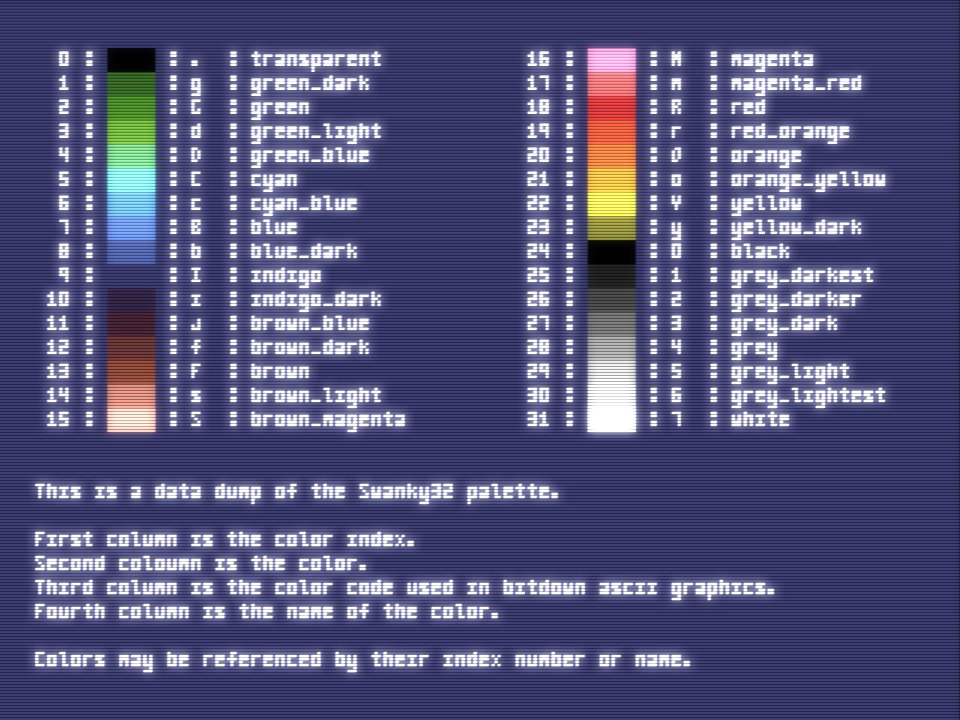 0 : : . : transparent
1 : : g : green_dark
2 : : G : green
3 : : d : green_light
4 : : D : green_blue
5 : : C : cyan
6 : : c : cyan_blue
7 : : B : blue
8 : : b : blue_dark
9 : : I : indigo
10 : : i : indigo_dark
11 : : j : brown_blue
12 : : f : brown_dark
13 : : F : brown
14 : : s : brown_light
15 : : S : brown_magenta
16 : : M : magenta
17 : : m : magenta_red
18 : : R : red
19 : : r : red_orange
20 : : O : orange
21 : : o : orange_yellow
22 : : Y : yellow
23 : : y : yellow_dark
24 : : 0 : black
25 : : 1 : grey_darkest
26 : : 2 : grey_darker
27 : : 3 : grey_dark
28 : : 4 : grey
29 : : 5 : grey_light
30 : : 6 : grey_lightest
31 : : 7 : white
This is a data dump of the Swanky32 palette.
First column is the color index.
Second coloumn is the color.
Third column is the color code used in bitdown ascii graphics.
Fourth column is the name of the color.
Colors may be referenced by their index number or name.